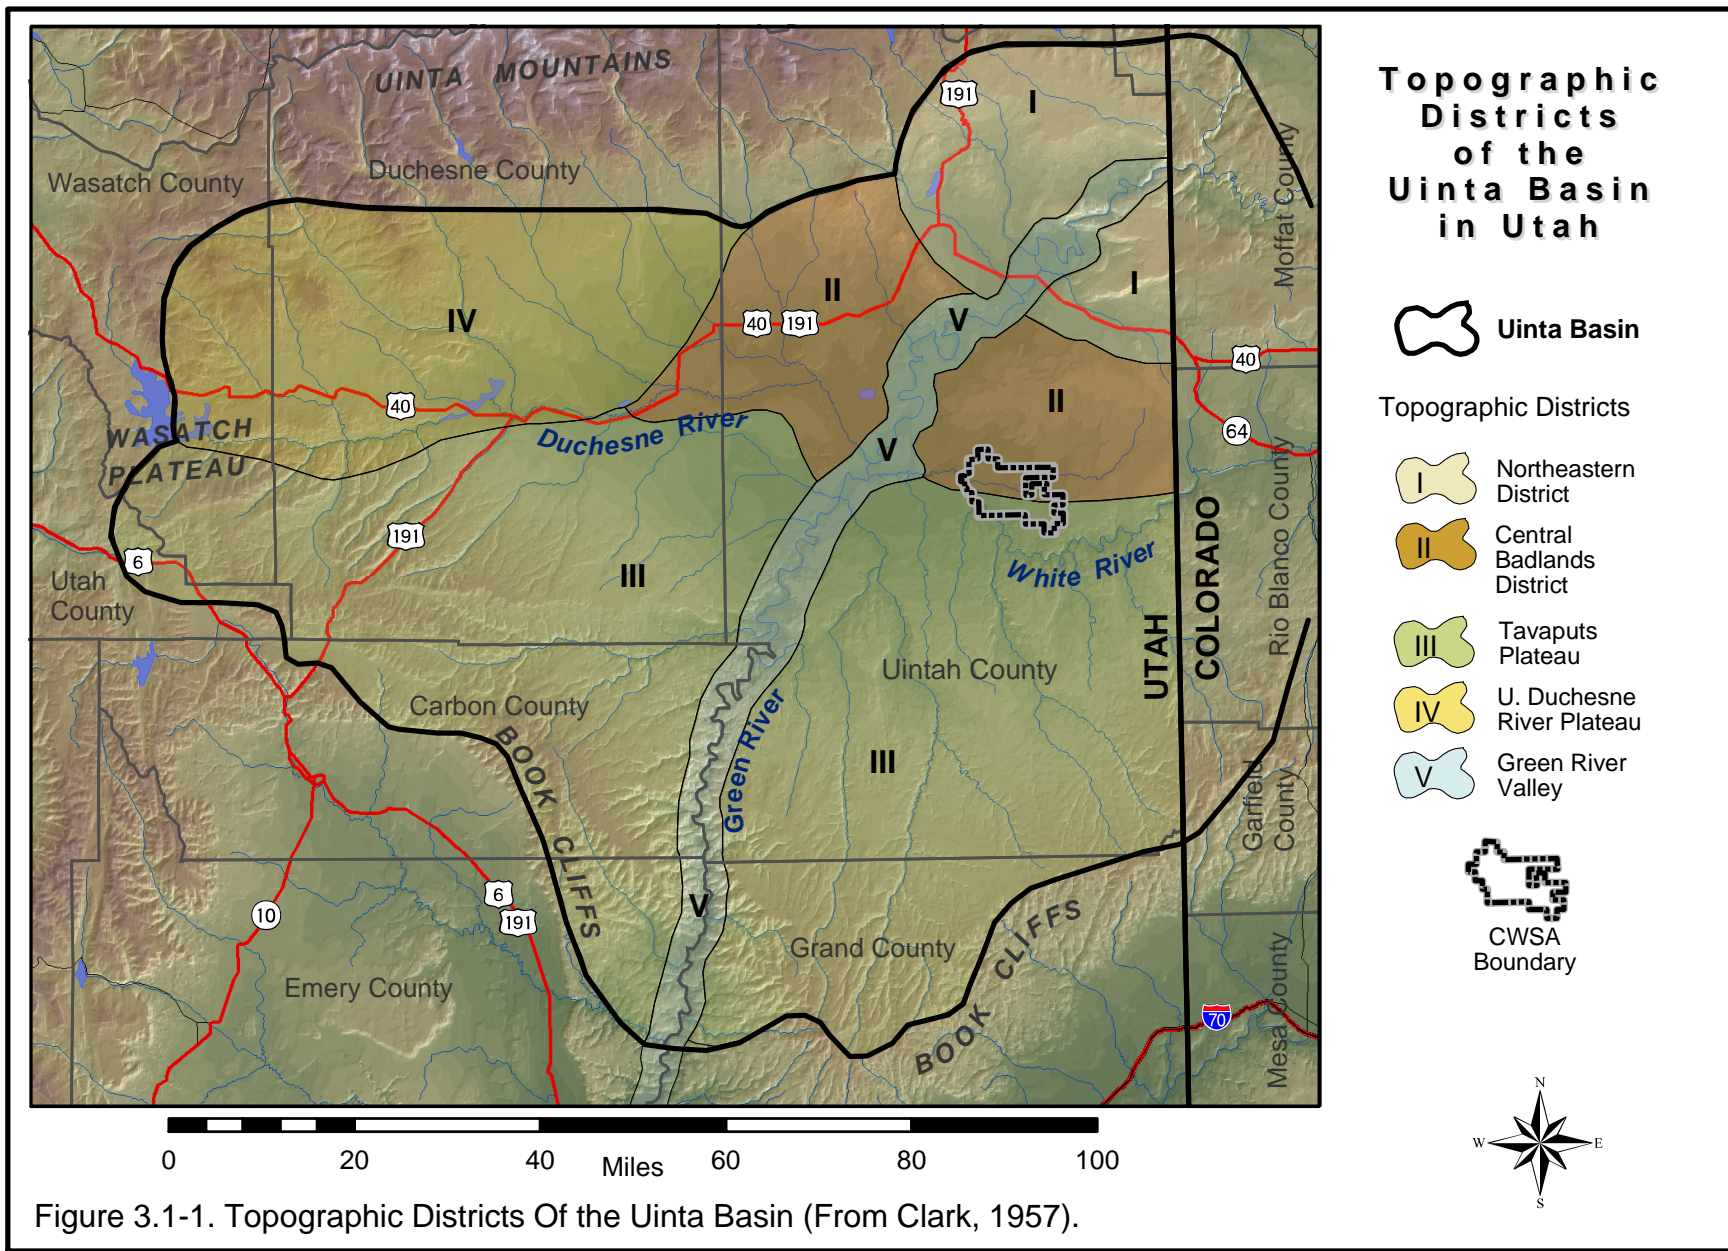 Topographic
Districts
of the
Uinta Basin
in Utah
Uinta Basin
Topographic Districts
I
Northeastern
District
II
Central
Badlands
District
III
Tavaputs
Plateau
IV
U. Duchesne
River Plateau
V
Green River
Valley
CWSA
Boundary
N
W
E
S
UINTA MOUNTAINS
191
I
Wasatch County
Duchesne County
Moffat County
II
I
IV
40
191
V
40
40
II
64
WASATCH
PLATEAU
Duchesne River
V
191
6
Utah
County
III
White River
UTAH
COLORADO
Rio Blanco County
Uintah County
Carbon County
BOOK CLIFFS
Green River
III
Garfield
County
6
191
10
V
Grand County
BOOK CLIFFS
Emery County
70
Mesa County
0
20
40
Miles
60
80
100
Figure 3.1-1. Topographic Districts Of the Uinta Basin (From Clark, 1957).